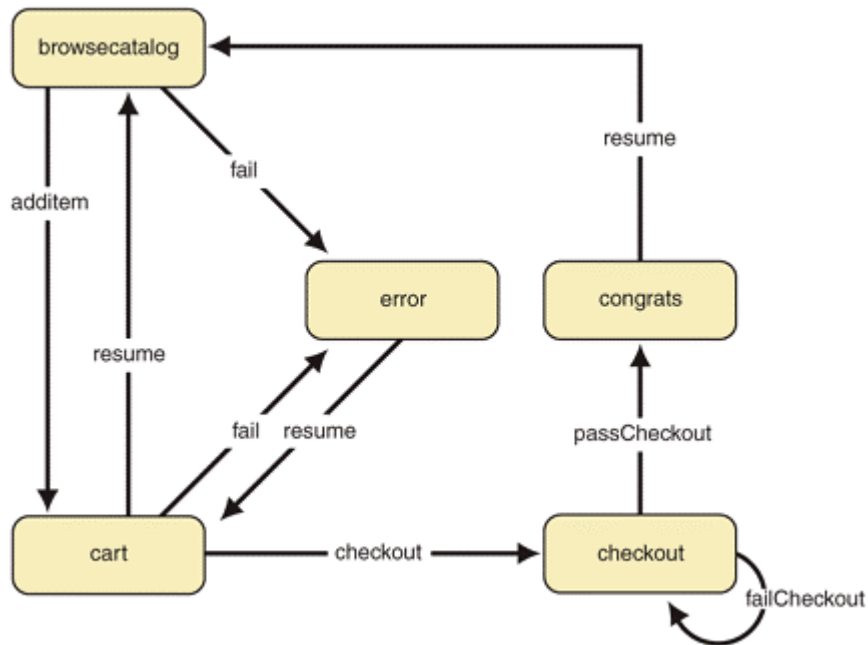 browsecatalog
resume
fail
additem
error
congrats
resume
fail
resume
passCheckout
cart
checkout
checkout
failCheckout